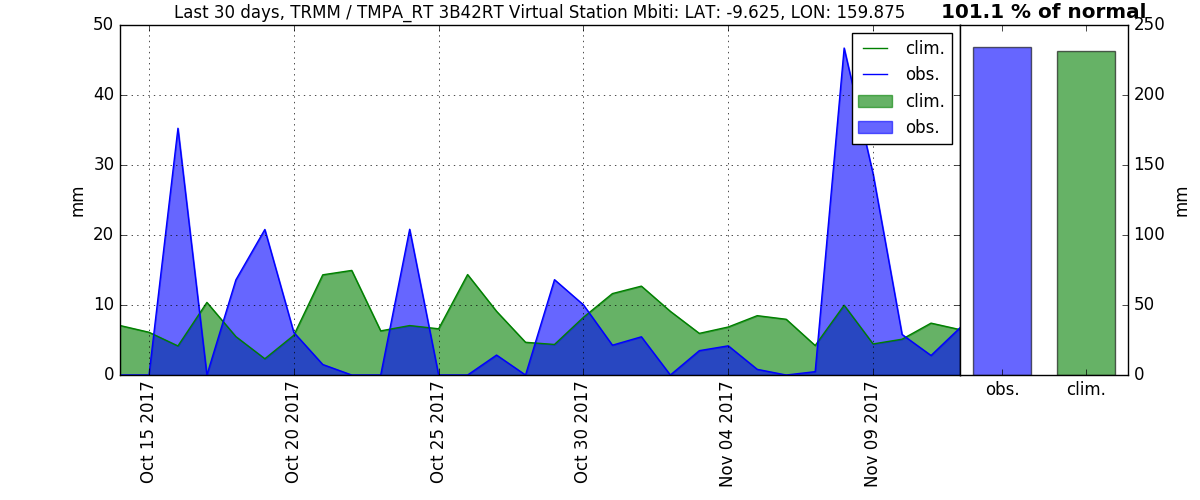 Last 30 days, TRMM / TMPA_RT 3B42RT Virtual Station Mbiti: LAT: -9.625, LON: 159.875
101.1 % of normal
50
40
30
20
10
0
mm
clim.
obs.
clim.
obs.
Oct 15 2017
Oct 20 2017
Oct 25 2017
Oct 30 2017
Nov 04 2017
Nov 09 2017
250
200
150
100
50
0
mm
obs.
clim.